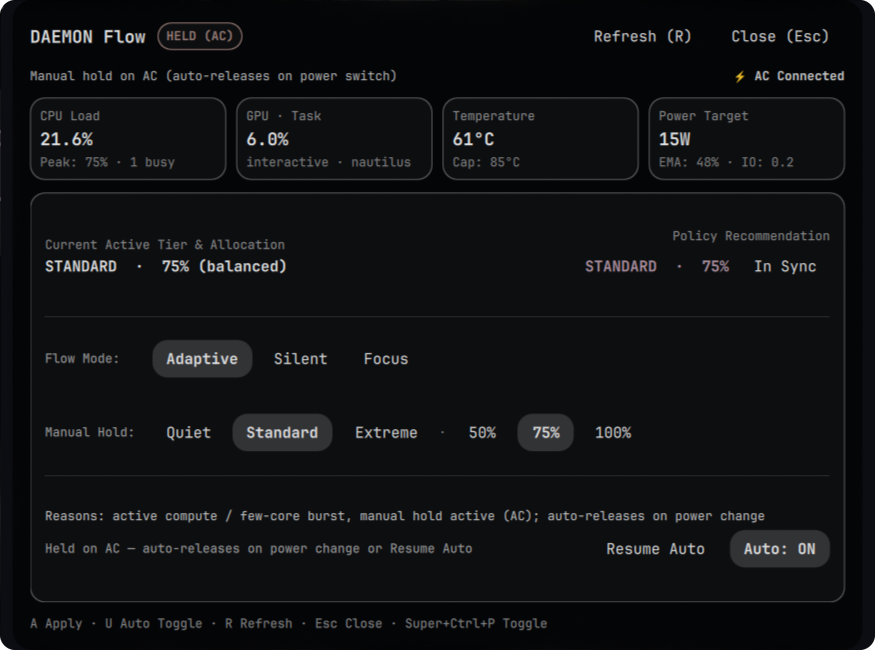 DAEMON Flow HELD (AC) Refresh (R) Close (Esc)
Manual hold on AC (auto-releases on power switch) ⚡ AC Connected
CPU Load
21.6%
Peak: 75% · 1 busy
GPU · Task
6.0%
interactive · nautilus
Temperature
61°C
Cap: 85°C
Power Target
15W
EMA: 48% · IO: 0.2
Current Active Tier & Allocation
STANDARD · 75% (balanced)
Policy Recommendation
STANDARD · 75% In Sync
Flow Mode: Adaptive Silent Focus
Manual Hold: Quiet Standard Extreme · 50% 75% 100%
Reasons: active compute / few-core burst, manual hold active (AC); auto-releases on power change
Held on AC — auto-releases on power change or Resume Auto Resume Auto Auto: ON
A Apply · U Auto Toggle · R Refresh · Esc Close · Super+Ctrl+P Toggle